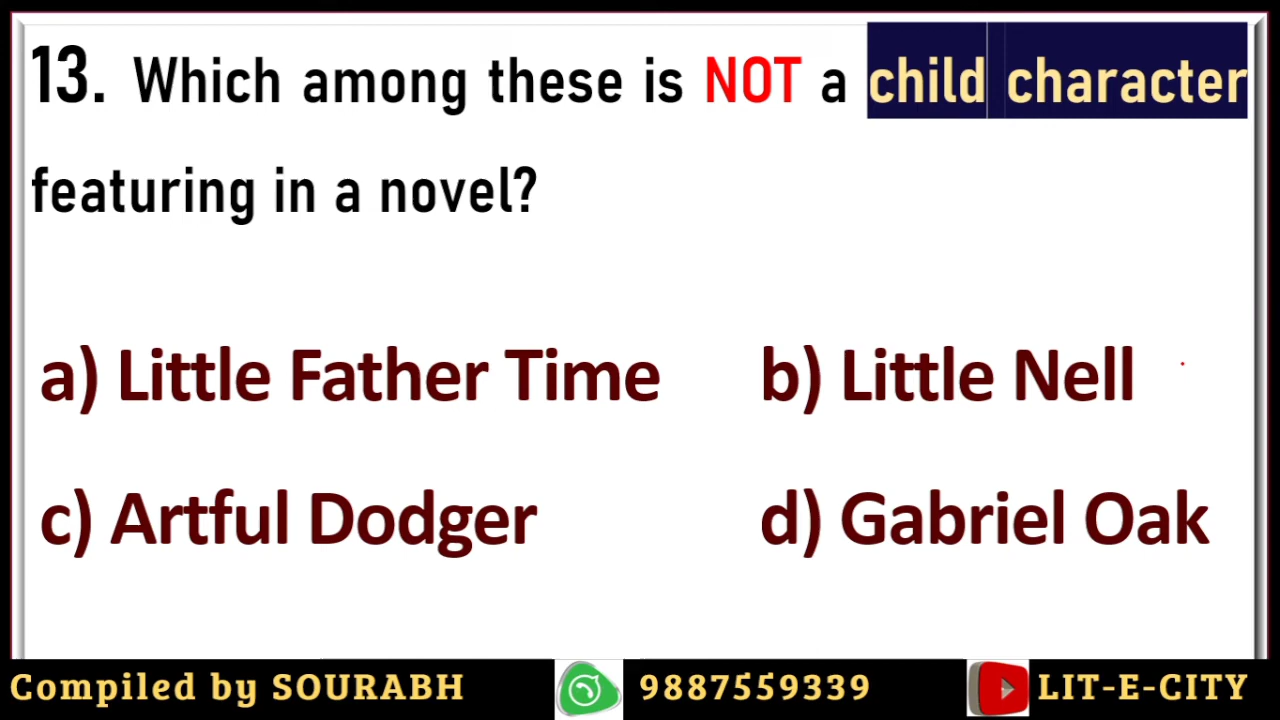 13. Which among these is NOT a child character
featuring in a novel?
a) Little Father Time b) Little Nell
c) Artful Dodger d) Gabriel Oak
Compiled by SOURABH 9887559339 LIT-E-CITY